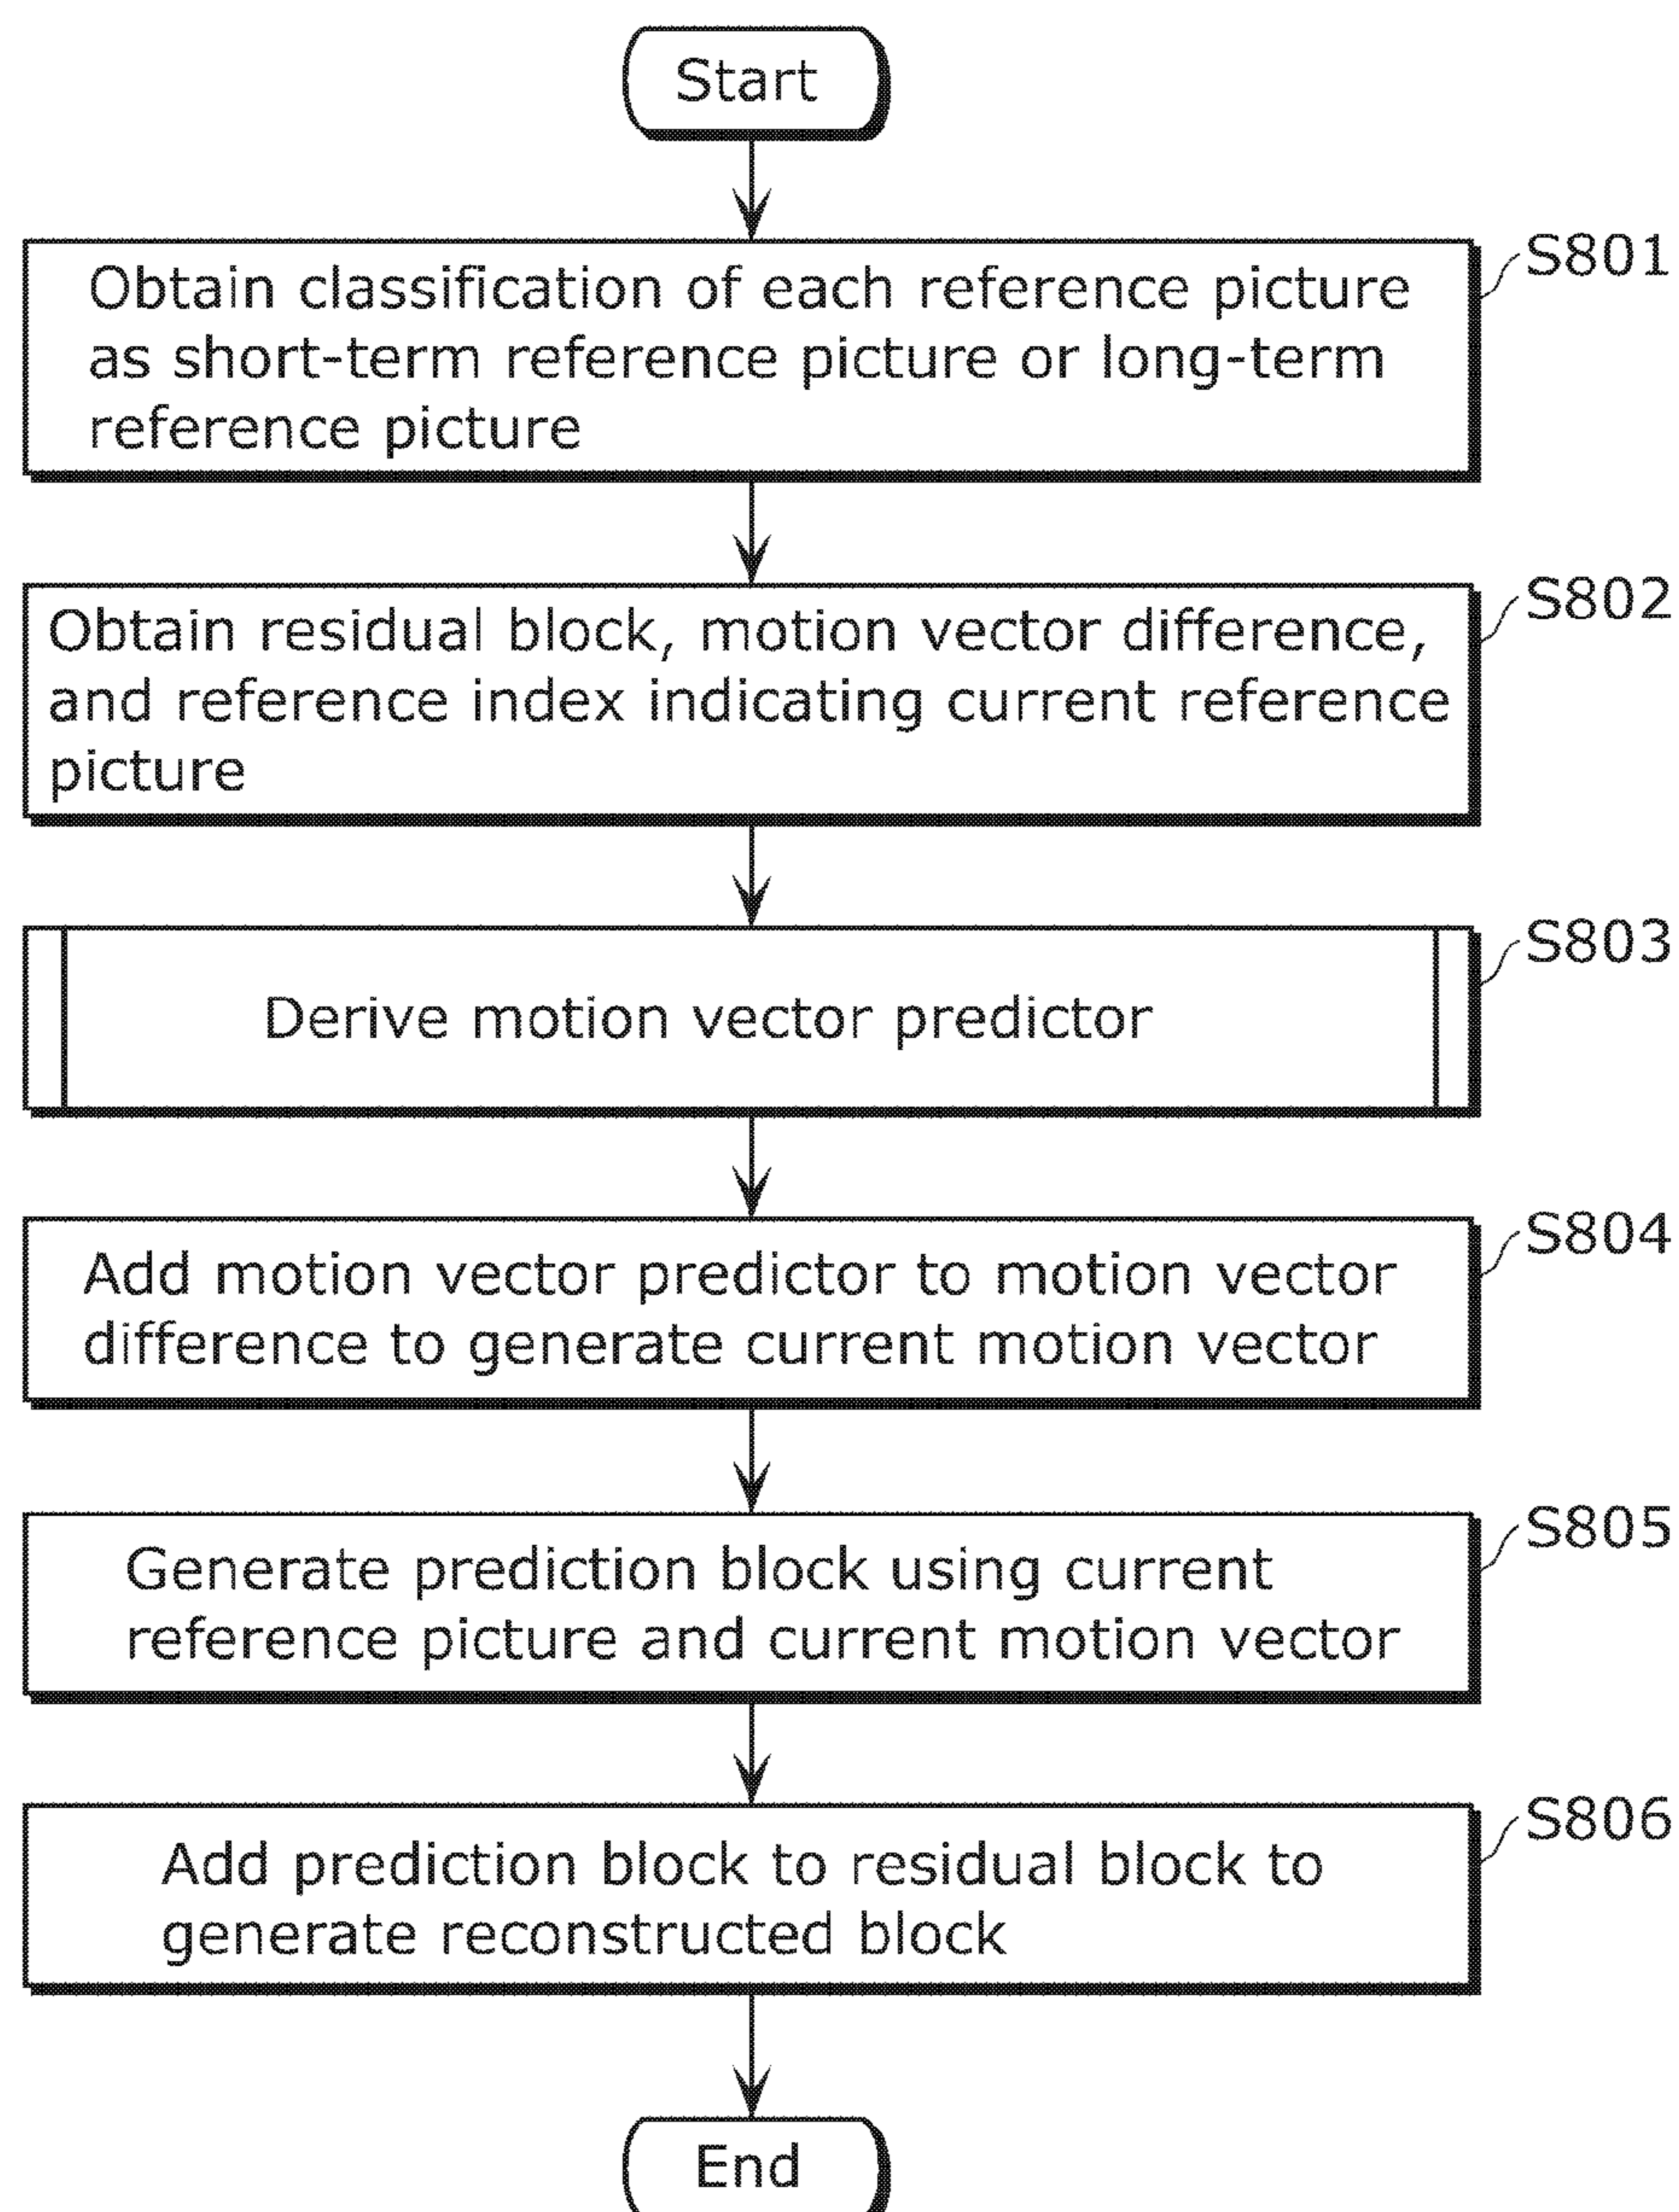 Start
S801
Obtain classification of each reference picture
as short-term reference picture or long-term
reference picture
S802
Obtain residual block, motion vector difference,
and reference index indicating current reference
picture
S803
Derive motion vector predictor
S804
Add motion vector predictor to motion vector
difference to generate current motion vector
S805
Generate prediction block using current
reference picture and current motion vector
S806
Add prediction block to residual block to
generate reconstructed block
End